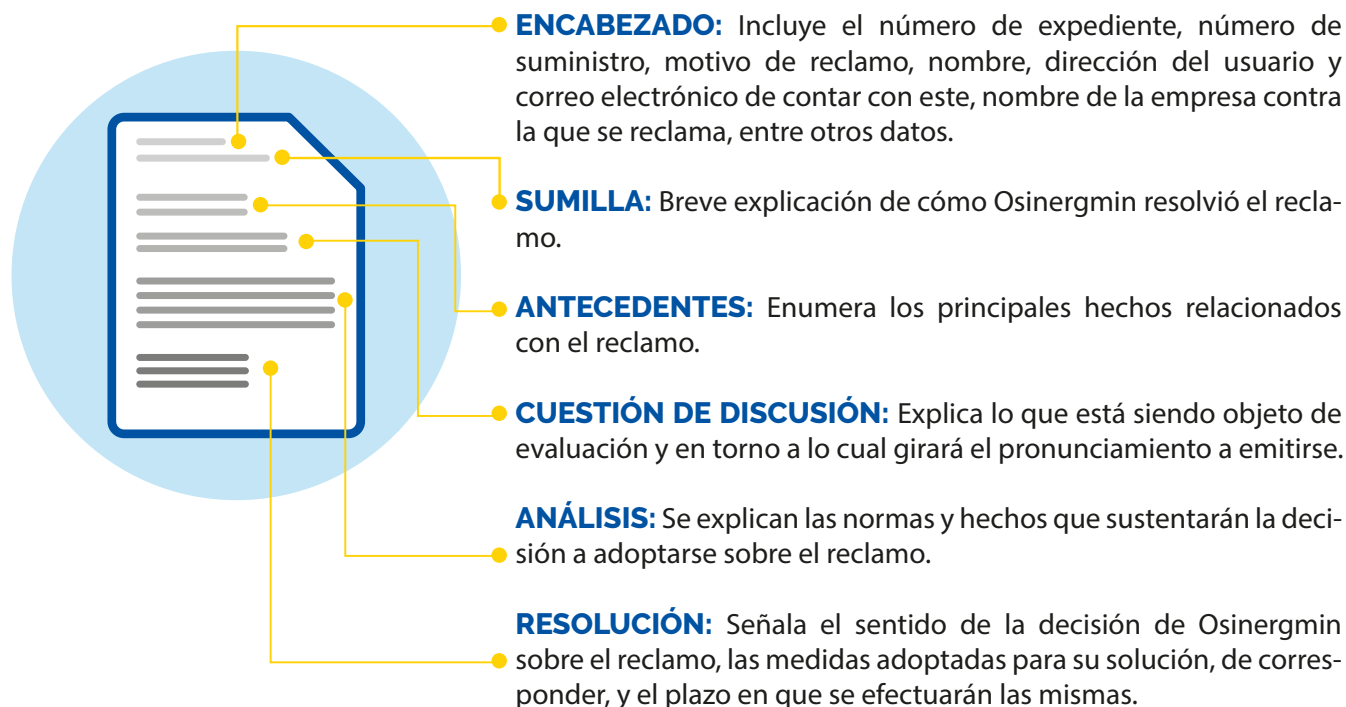 ENCABEZADO: Incluye el número de expediente, número de
suministro, motivo de reclamo, nombre, dirección del usuario y
correo electrónico de contar con este, nombre de la empresa contra
la que se reclama, entre otros datos.
SUMILLA: Breve explicación de cómo Osinergmin resolvió el recla-
mo.
ANTECEDENTES: Enumera los principales hechos relacionados
con el reclamo.
CUESTIÓN DE DISCUSIÓN: Explica lo que está siendo objeto de
evaluación y en torno a lo cual girará el pronunciamiento a emitirse.
ANÁLISIS: Se explican las normas y hechos que sustentarán la deci-
sión a adoptarse sobre el reclamo.
RESOLUCIÓN: Señala el sentido de la decisión de Osinergmin
sobre el reclamo, las medidas adoptadas para su solución, de corres-
ponder, y el plazo en que se efectuarán las mismas.